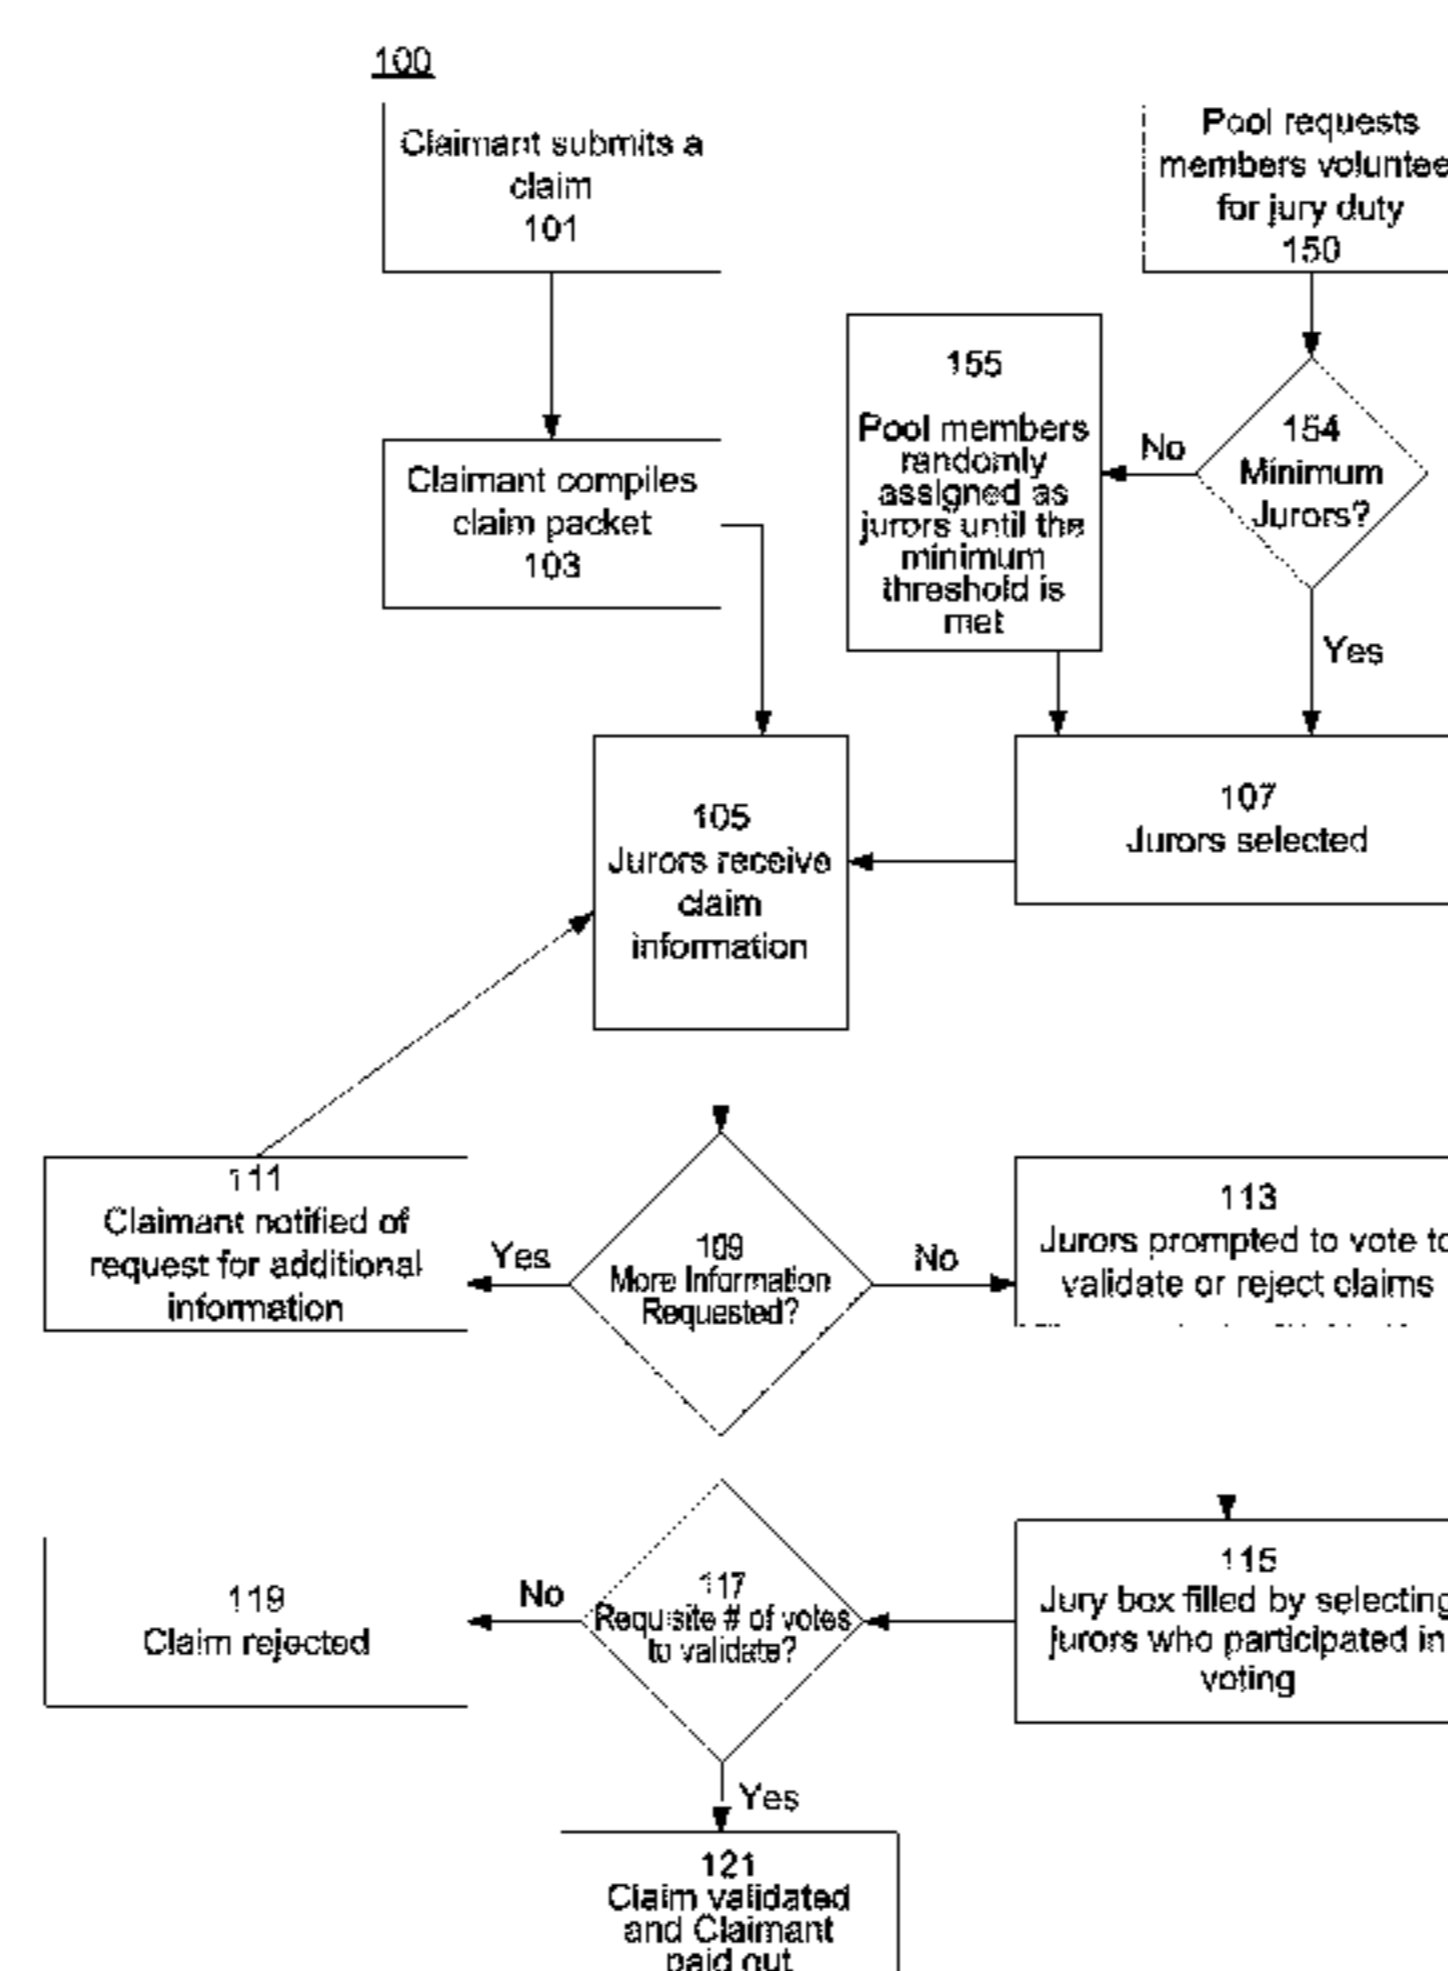 100
Claimant submits a
claim
101
Pool requests
members voluntee
for jury duty
150
155
Pool members
randomly
assigned as
jurors until the
minimum
threshold is
met
No
154
Minimum
Jurors?
Yes
Claimant compiles
claim packet
103
105
Jurors receive
claim
information
107
Jurors selected
111
Claimant notified of
request for additional
information
Yes
109
More Information
Requested?
No
113
Jurors prompted to vote to
validate or reject claims
119
Claim rejected
No
117
Requisite # of votes
to validate?
115
Jury box filled by selecting
jurors who participated in
voting
Yes
121
Claim validated
and Claimant
paid out